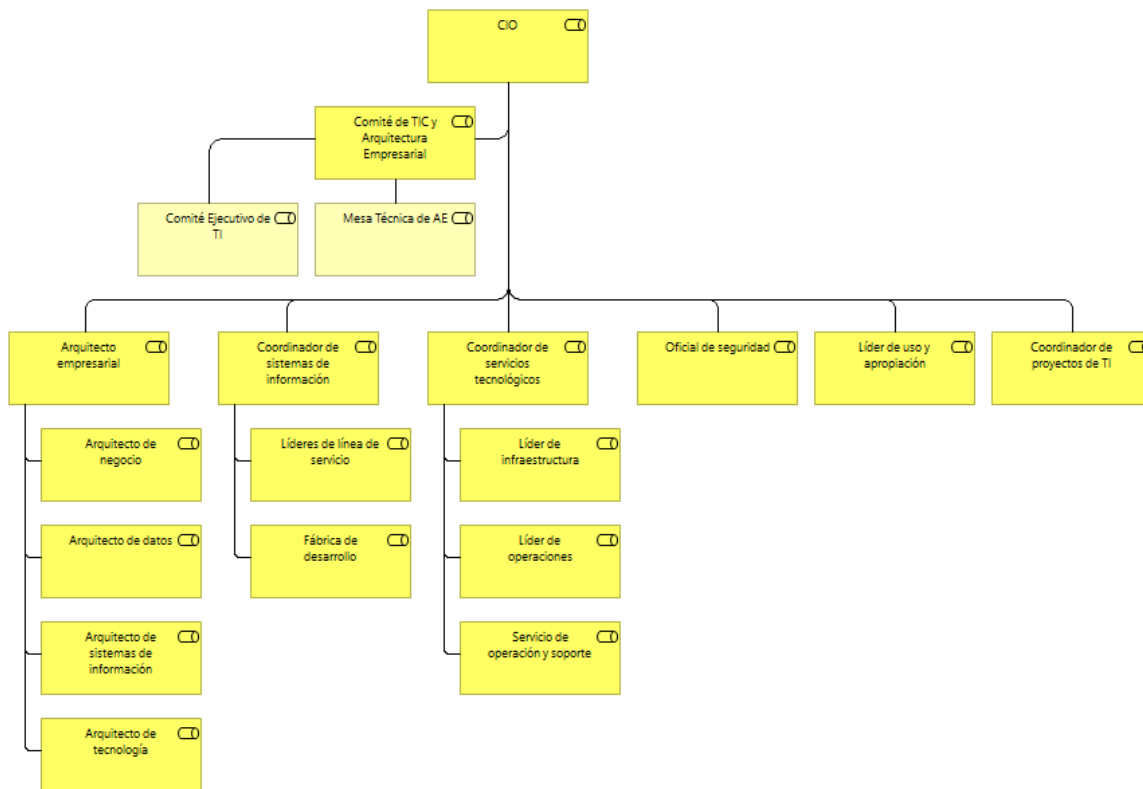 CIO
Comité de TIC y
Arquitectura
Empresarial
Comité Ejecutivo de
TI
Mesa Técnica de AE
Arquitecto
empresarial
Coordinador de
sistemas de
información
Coordinador de
servicios
tecnológicos
Oficial de seguridad
Líder de uso y
apropiación
Coordinador de
proyectos de TI
Arquitecto de
negocio
Líderes de línea de
servicio
Líder de
infraestructura
Arquitecto de datos
Fábrica de
desarrollo
Líder de
operaciones
Arquitecto de
sistemas de
información
Servicio de
operación y soporte
Arquitecto de
tecnología